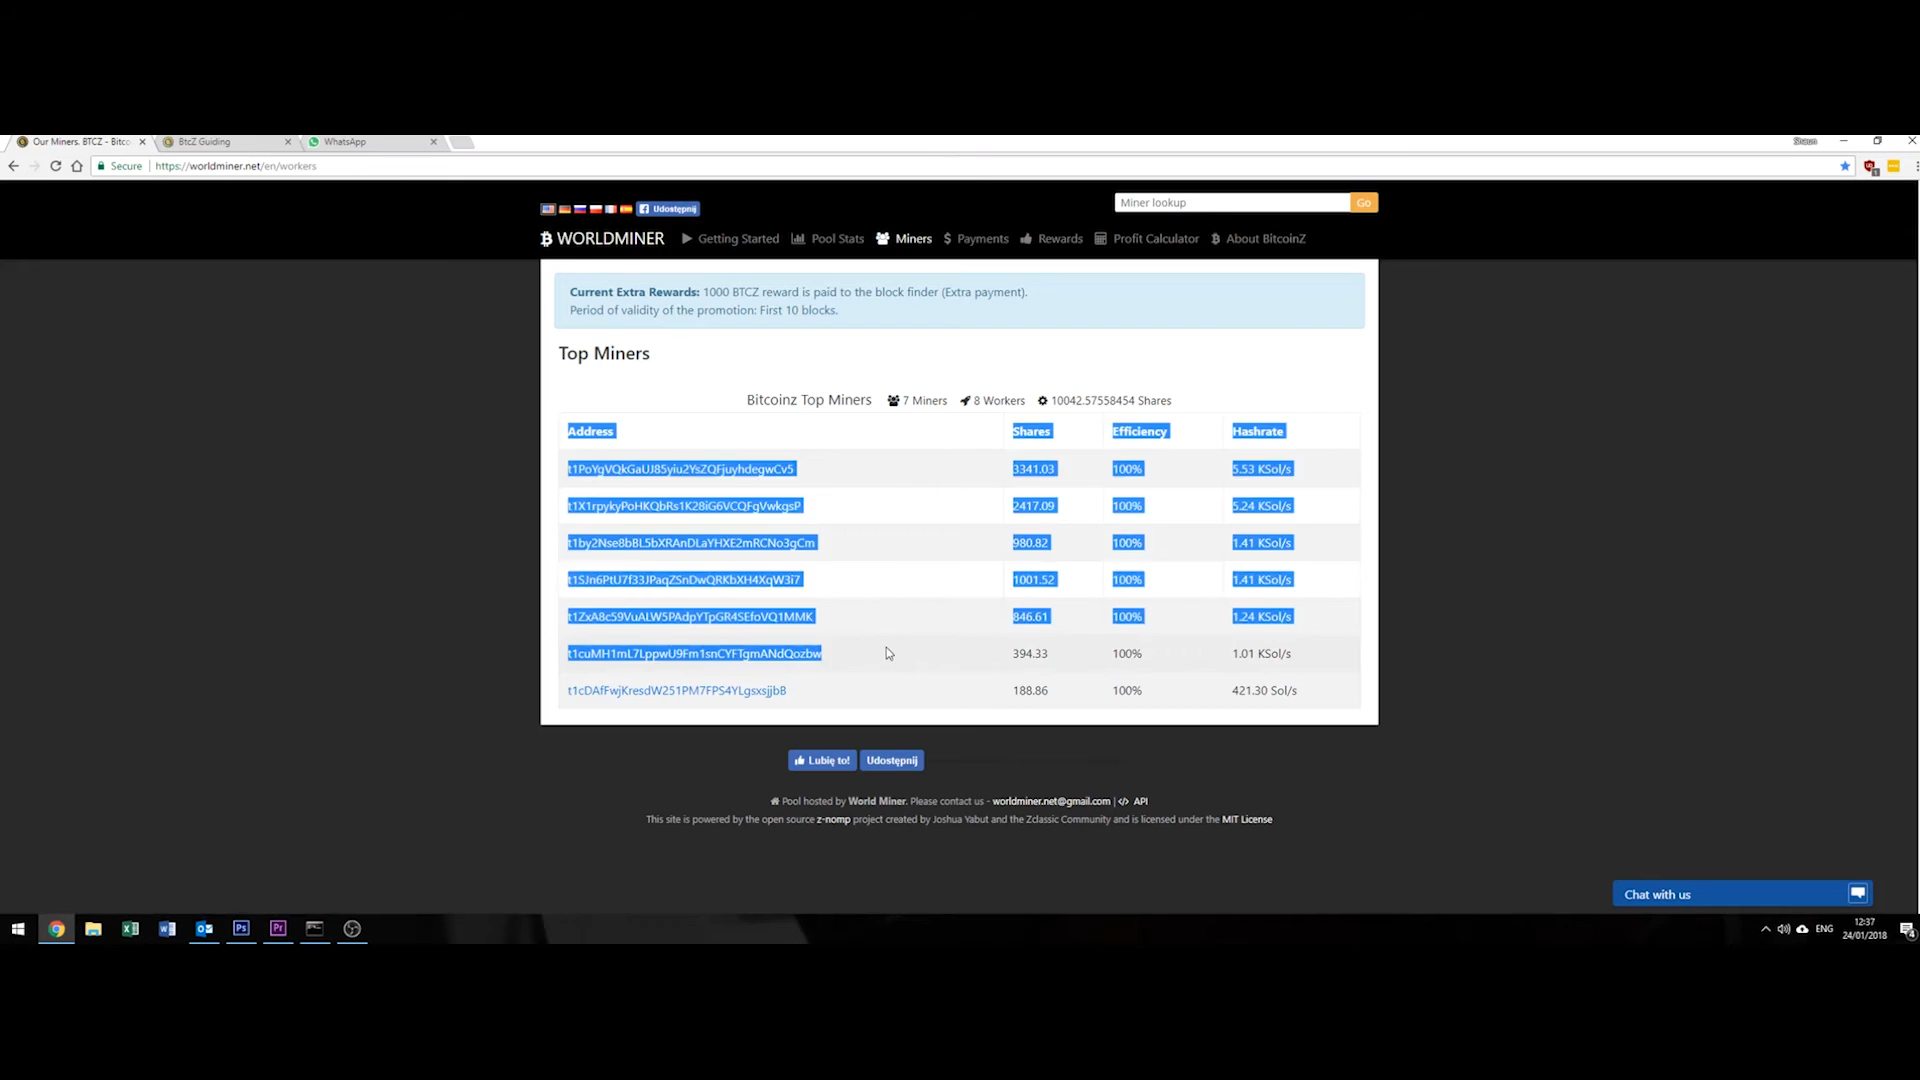 Our Miners. BTCZ - Bitco
BtcZ Guiding
WhatsApp
Shaun
Secure
https://worldminer.net/en/workers
Udostępnij
Miner lookup
Go
WORLDMINER
Getting Started
Pool Stats
Miners
Payments
Rewards
Profit Calculator
About BitcoinZ
Current Extra Rewards: 1000 BTCZ reward is paid to the block finder (Extra payment).
Period of validity of the promotion: First 10 blocks.
Top Miners
Bitcoinz Top Miners 7 Miners 8 Workers 10042.57558454 Shares
Address Shares Efficiency Hashrate
t1PoYgVQkGaUJ85yiu2YsZQFjuyhdegwCv5 3341.03 100% 5.53 KSol/s
t1X1rpykyPoHKQbRs1K28iG6VCQFgVwkgsP 2417.09 100% 5.24 KSol/s
t1by2Nse8bBL5bXRAnDLaYHXE2mRCNo3gCm 980.82 100% 1.41 KSol/s
t1SJn6PtU7f33JPaqZSnDwQRKbXH4XqW3i7 1001.52 100% 1.41 KSol/s
t1ZxA8c59VuALW5PAdpYTpGR4SEfoVQ1MMK 846.61 100% 1.24 KSol/s
t1cuMH1mL7LppwU9Fm1snCYFTgmANdQozbw 394.33 100% 1.01 KSol/s
t1cDAfFwjKresdW251PM7FPS4YLgsxsjjbB 188.86 100% 421.30 Sol/s
Lubię to!
Udostępnij
Pool hosted by World Miner. Please contact us - worldminer.net@gmail.com | </> API
This site is powered by the open source z-nomp project created by Joshua Yabut and the Zclassic Community and is licensed under the MIT License
Chat with us
Ps
Pr
ENG
12:37
24/01/2018
4